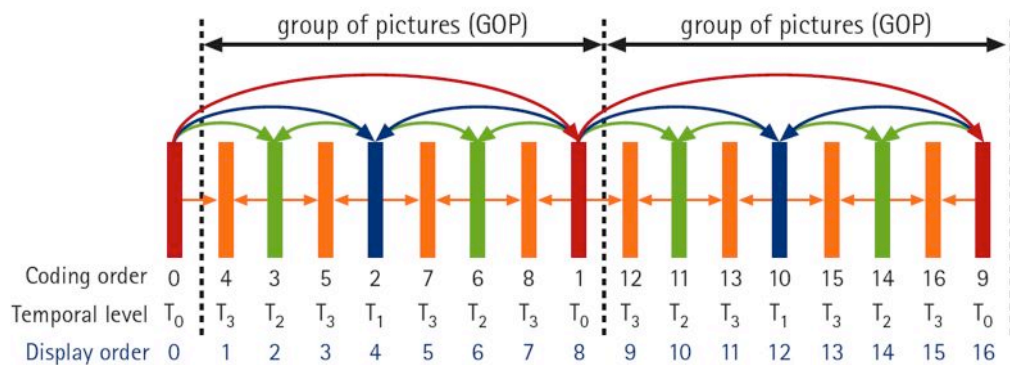 group of pictures (GOP) group of pictures (GOP)
Coding order 0 4 3 5 2 7 6 8 1 12 11 13 10 15 14 16 9
Temporal level T0 T3 T2 T3 T1 T3 T2 T3 T0 T3 T2 T3 T1 T3 T2 T3 T0
Display order 0 1 2 3 4 5 6 7 8 9 10 11 12 13 14 15 16